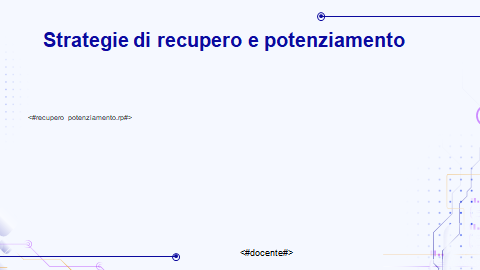 Strategie di recupero e potenziamento
<#recupero_potenziamento.rp#>
<#docente#>